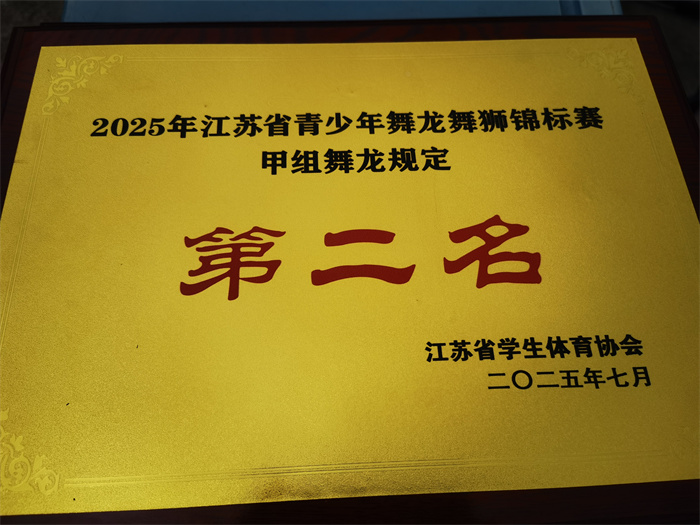 2025年江苏省青少年舞龙舞狮锦标赛
甲组舞龙规定
第二名
江苏省学生体育协会
二〇二五年七月